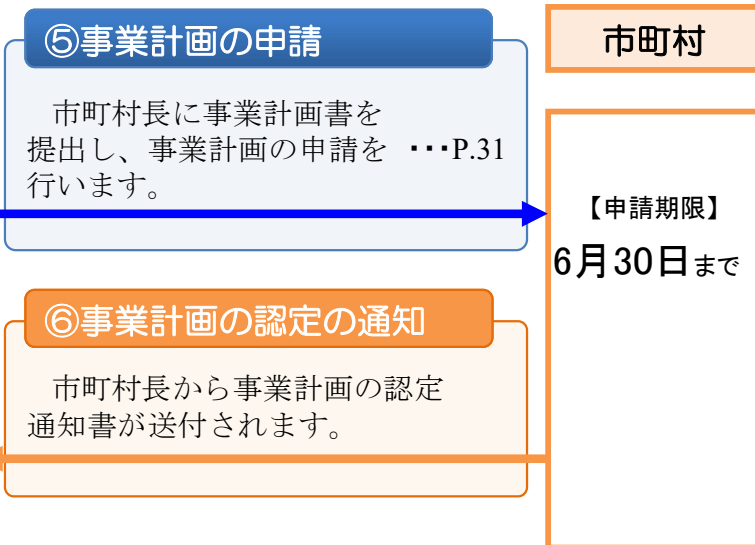 ⑤事業計画の申請
市町村長に事業計画書を
提出し、事業計画の申請を ･･･P.31
行います。
市町村
【申請期限】
6月30日まで
⑥事業計画の認定の通知
市町村長から事業計画の認定
通知書が送付されます。